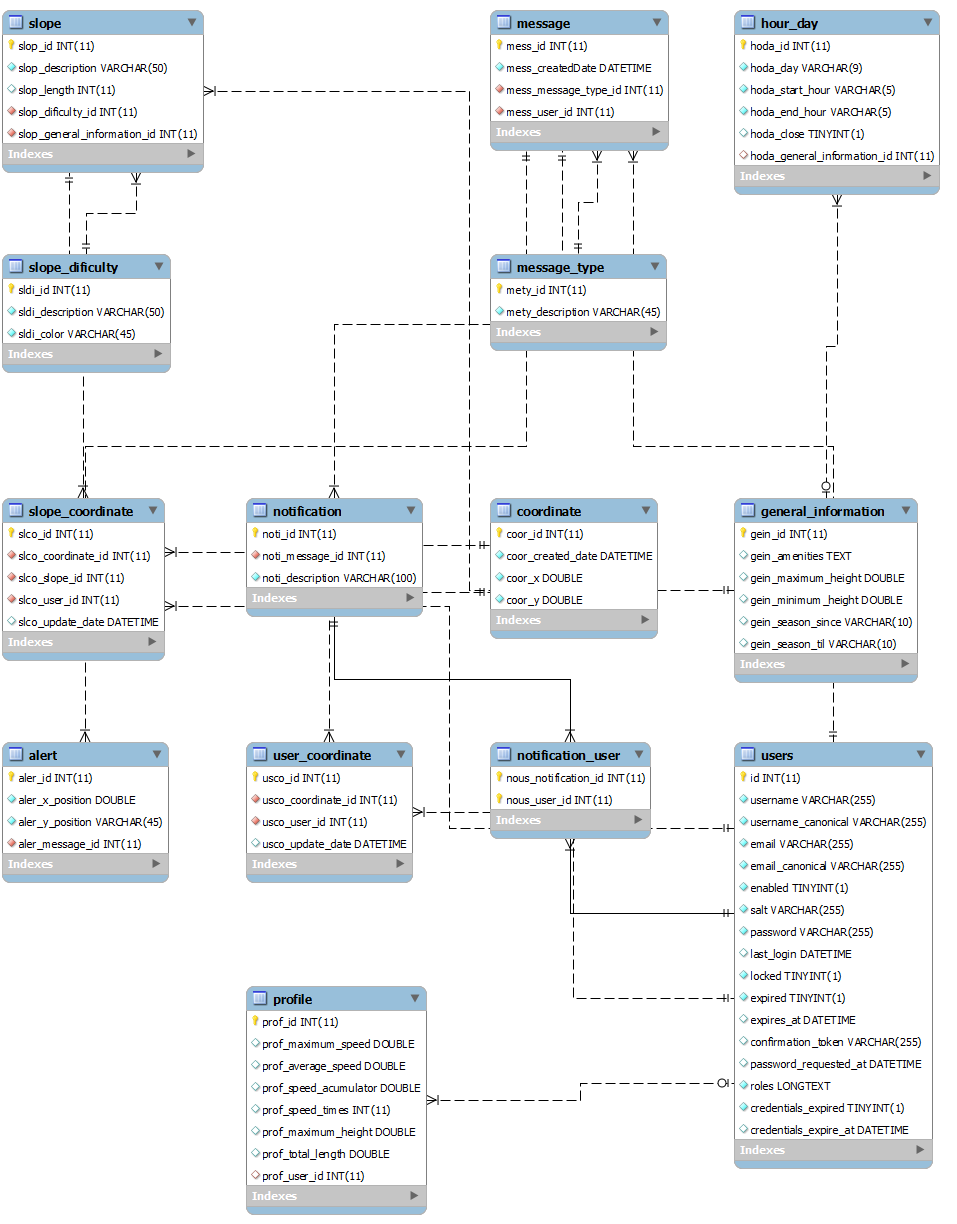 slope
slop_id INT(11)
slop_description VARCHAR(50)
slop_length INT(11)
slop_dificulty_id INT(11)
slop_general_information_id INT(11)
Indexes
message
mess_id INT(11)
mess_createdDate DATETIME
mess_message_type_id INT(11)
mess_user_id INT(11)
Indexes
hour_day
hoda_id INT(11)
hoda_day VARCHAR(9)
hoda_start_hour VARCHAR(5)
hoda_end_hour VARCHAR(5)
hoda_close TINYINT(1)
hoda_general_information_id INT(11)
Indexes
slope_dificulty
sldi_id INT(11)
sldi_description VARCHAR(50)
sldi_color VARCHAR(45)
Indexes
message_type
mety_id INT(11)
mety_description VARCHAR(45)
Indexes
slope_coordinate
slco_id INT(11)
slco_coordinate_id INT(11)
slco_slope_id INT(11)
slco_user_id INT(11)
slco_update_date DATETIME
Indexes
notification
noti_id INT(11)
noti_message_id INT(11)
noti_description VARCHAR(100)
Indexes
coordinate
coor_id INT(11)
coor_created_date DATETIME
coor_x DOUBLE
coor_y DOUBLE
Indexes
general_information
gein_id INT(11)
gein_amenities TEXT
gein_maximum_height DOUBLE
gein_minimum_height DOUBLE
gein_season_since VARCHAR(10)
gein_season_til VARCHAR(10)
Indexes
alert
aler_id INT(11)
aler_x_position DOUBLE
aler_y_position VARCHAR(45)
aler_message_id INT(11)
Indexes
user_coordinate
usco_id INT(11)
usco_coordinate_id INT(11)
usco_user_id INT(11)
usco_update_date DATETIME
Indexes
notification_user
nous_notification_id INT(11)
nous_user_id INT(11)
Indexes
users
id INT(11)
username VARCHAR(255)
username_canonical VARCHAR(255)
email VARCHAR(255)
email_canonical VARCHAR(255)
enabled TINYINT(1)
salt VARCHAR(255)
password VARCHAR(255)
last_login DATETIME
locked TINYINT(1)
expired TINYINT(1)
expires_at DATETIME
confirmation_token VARCHAR(255)
password_requested_at DATETIME
roles LONGTEXT
credentials_expired TINYINT(1)
credentials_expire_at DATETIME
Indexes
profile
prof_id INT(11)
prof_maximum_speed DOUBLE
prof_average_speed DOUBLE
prof_speed_acumulator DOUBLE
prof_speed_times INT(11)
prof_maximum_height DOUBLE
prof_total_length DOUBLE
prof_user_id INT(11)
Indexes